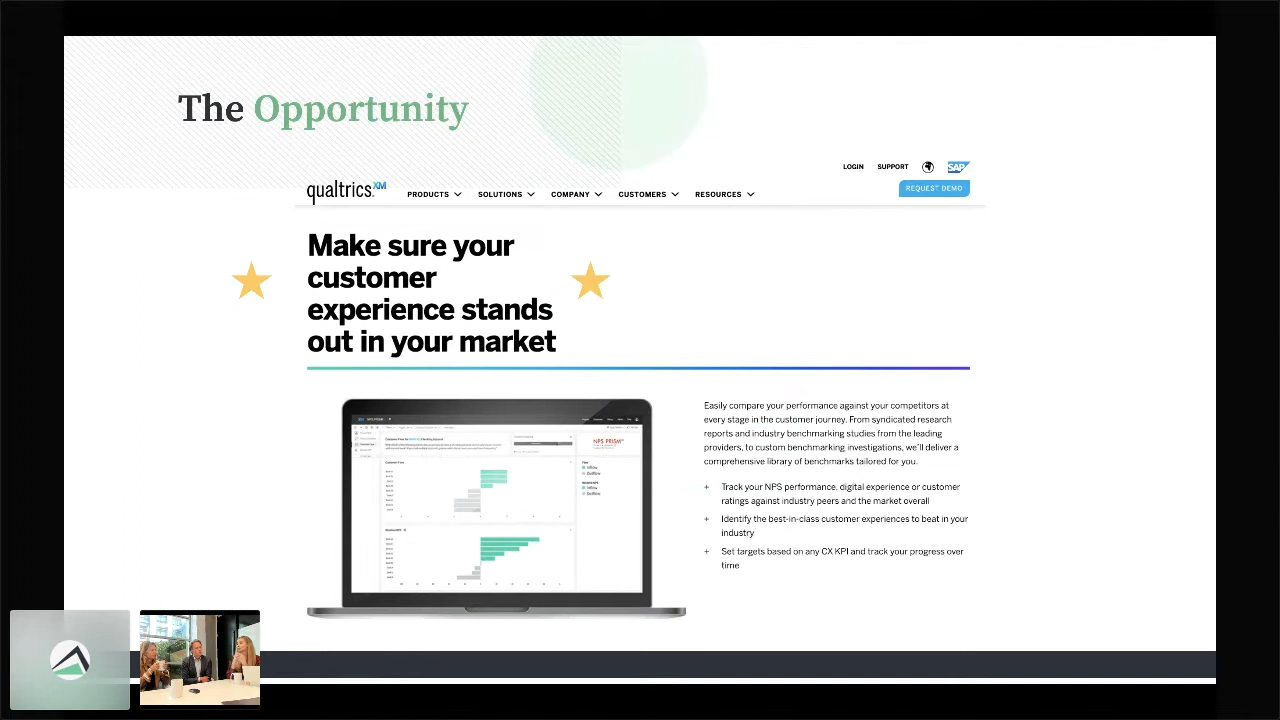 The Opportunity
LOGIN SUPPORT SAP
qualtrics XM PRODUCTS SOLUTIONS COMPANY CUSTOMERS RESOURCES REQUEST DEMO
Make sure your
customer
experience stands
out in your market
NPS PRISM
Easily compare your performance against your competitors at
every stage in the customer journey. From syndicated research
reports and industry benchmarking studies from the leading
providers, to custom benchmarking investigations, we'll deliver a
comprehensive library of benchmarks tailored for you.
+ Track your NPS performance, digital experience or customer
ratings against industry peers and the market overall
+ Identify the best-in-class customer experiences to beat in your
industry
+ Set targets based on any CX KPI and track your progress over
time